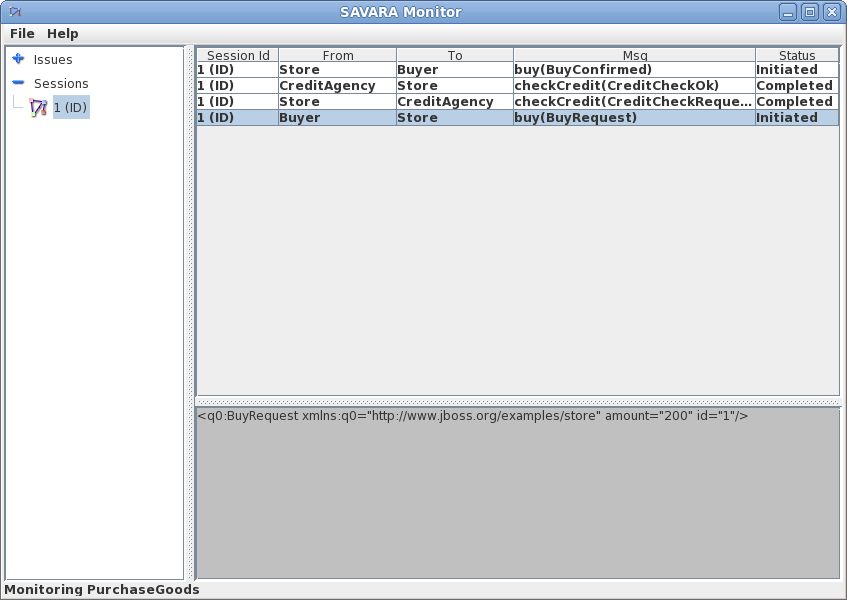 SAVARA Monitor
File Help
Issues
Sessions
1 (ID)
Session Id From To Msg Status
1 (ID) Store Buyer buy(BuyConfirmed) Initiated
1 (ID) CreditAgency Store checkCredit(CreditCheckOk) Completed
1 (ID) Store CreditAgency checkCredit(CreditCheckReque... Completed
1 (ID) Buyer Store buy(BuyRequest) Initiated
<q0:BuyRequest xmlns:q0="http://www.jboss.org/examples/store" amount="200" id="1"/>
Monitoring PurchaseGoods